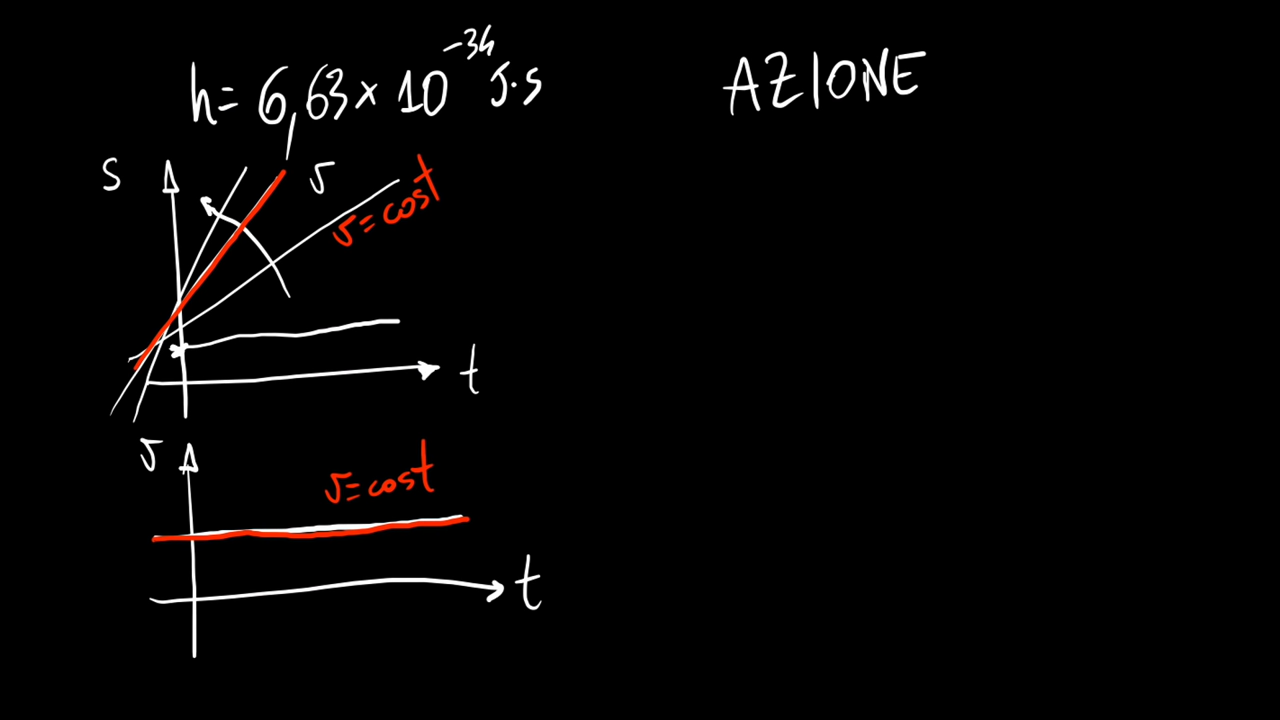 h = 6,63 × 10⁻³⁴ J·s
AZIONE
s
v
v = cost
t
v
v = cost
t